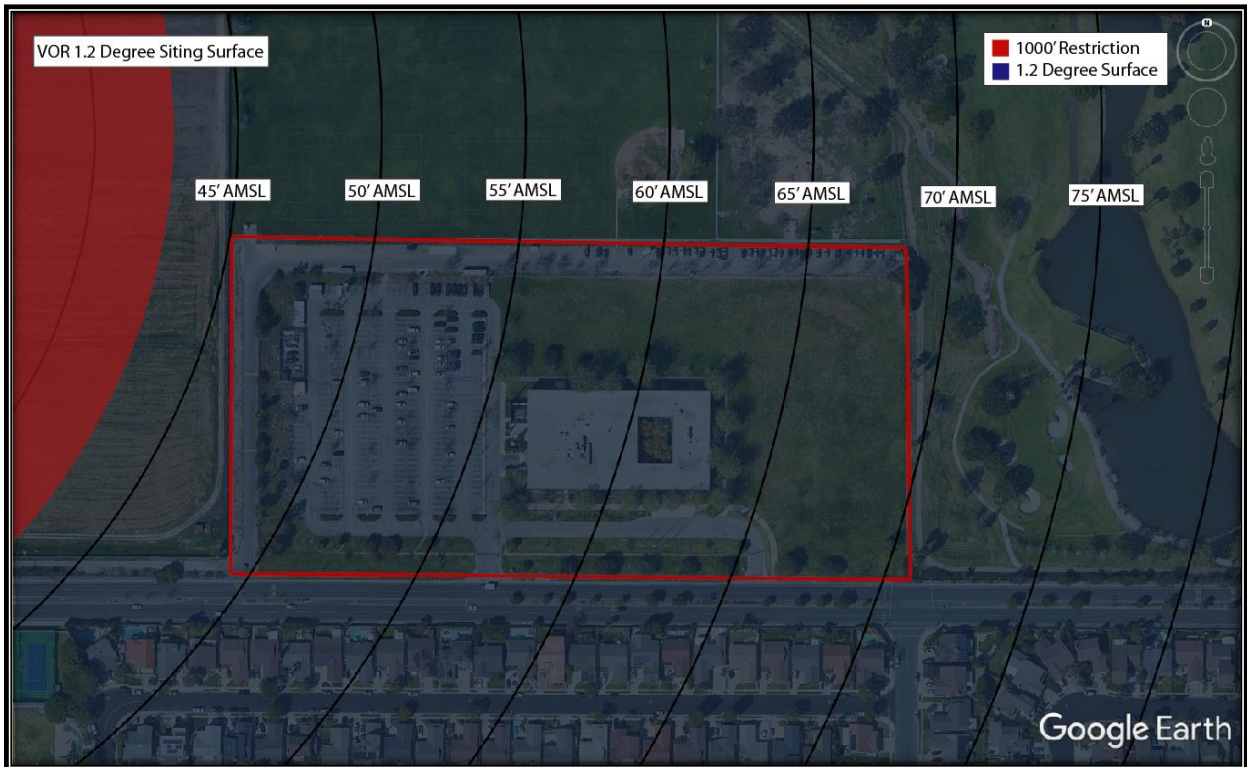 VOR 1.2 Degree Siting Surface
1000' Restriction
1.2 Degree Surface
N
45' AMSL
50' AMSL
55' AMSL
60' AMSL
65' AMSL
70' AMSL
75' AMSL
Google Earth